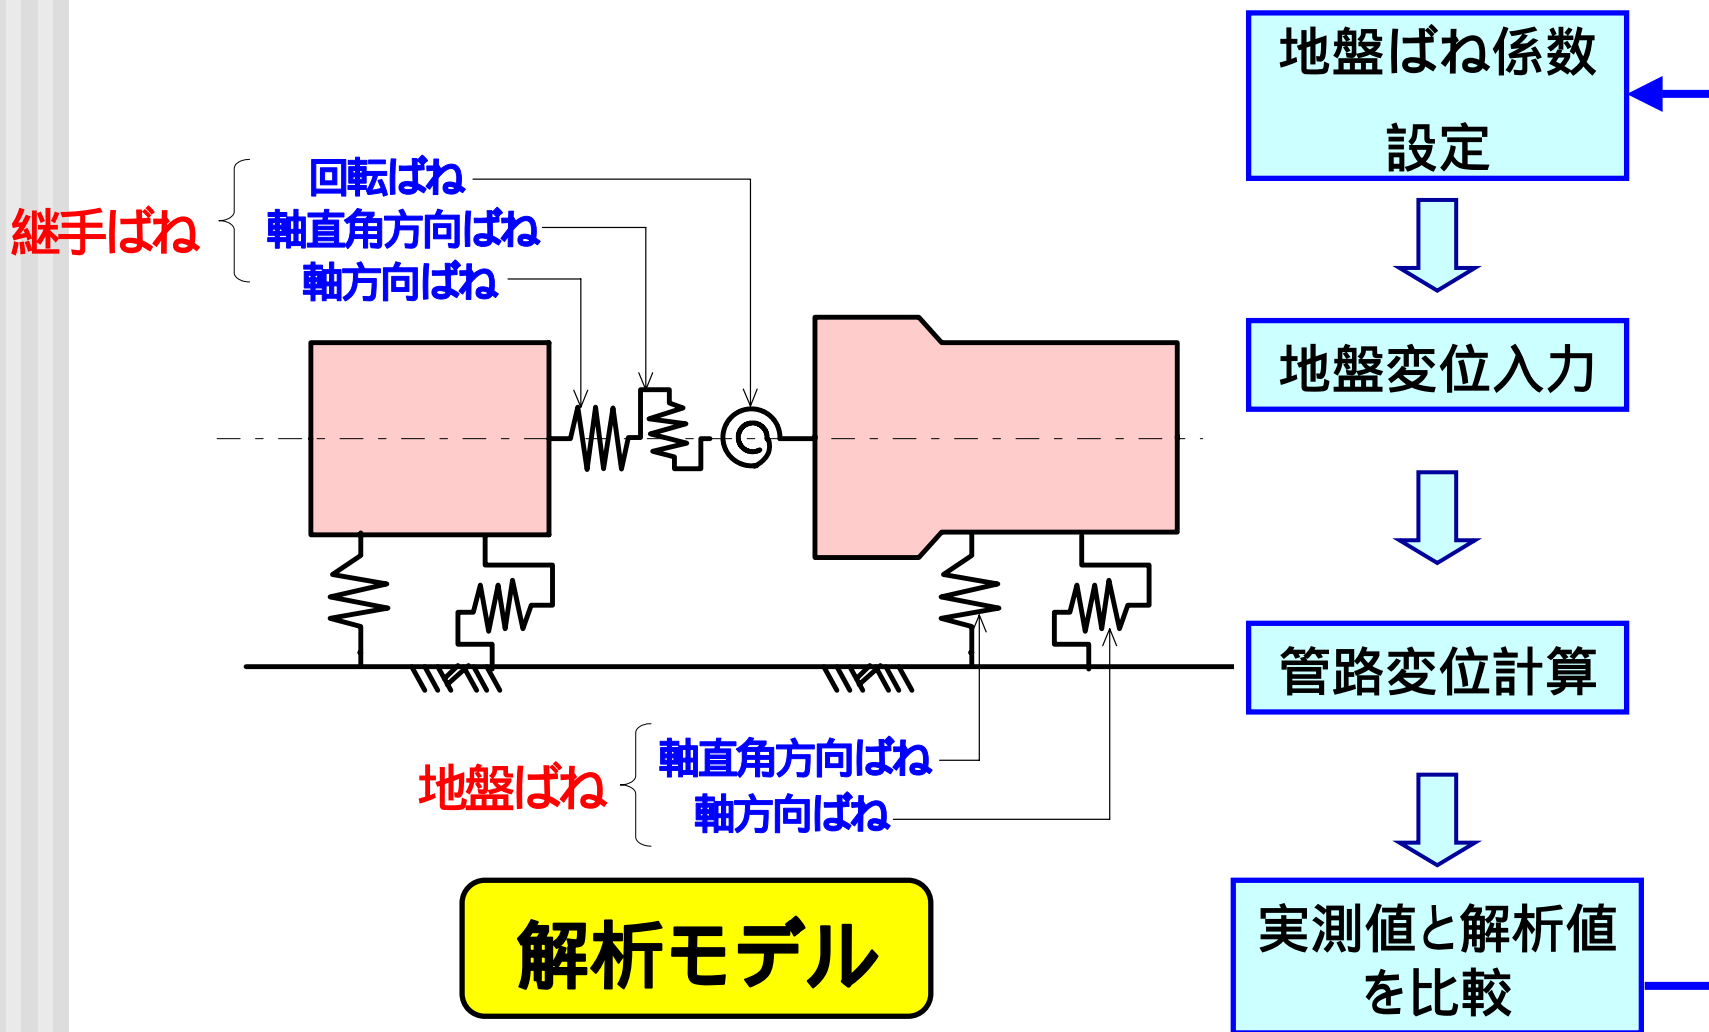 継手ばね
回転ばね
軸直角方向ばね
軸方向ばね
地盤ばね
軸直角方向ばね
軸方向ばね
解析モデル
地盤ばね係数
設定
地盤変位入力
管路変位計算
実測値と解析値
を比較